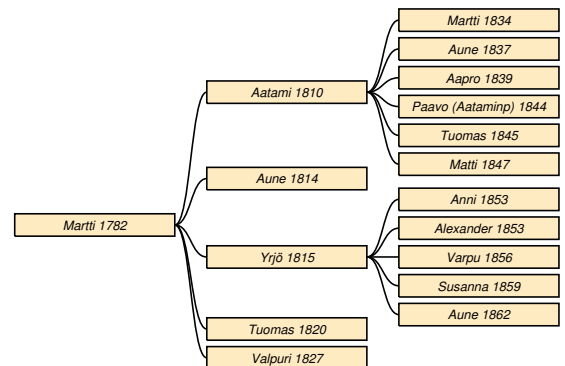 Martti 1782
Aatami 1810
Martti 1834
Aune 1837
Aapro 1839
Paavo (Aataminp) 1844
Tuomas 1845
Matti 1847
Aune 1814
Yrjö 1815
Anni 1853
Alexander 1853
Varpu 1856
Susanna 1859
Aune 1862
Tuomas 1820
Valpuri 1827